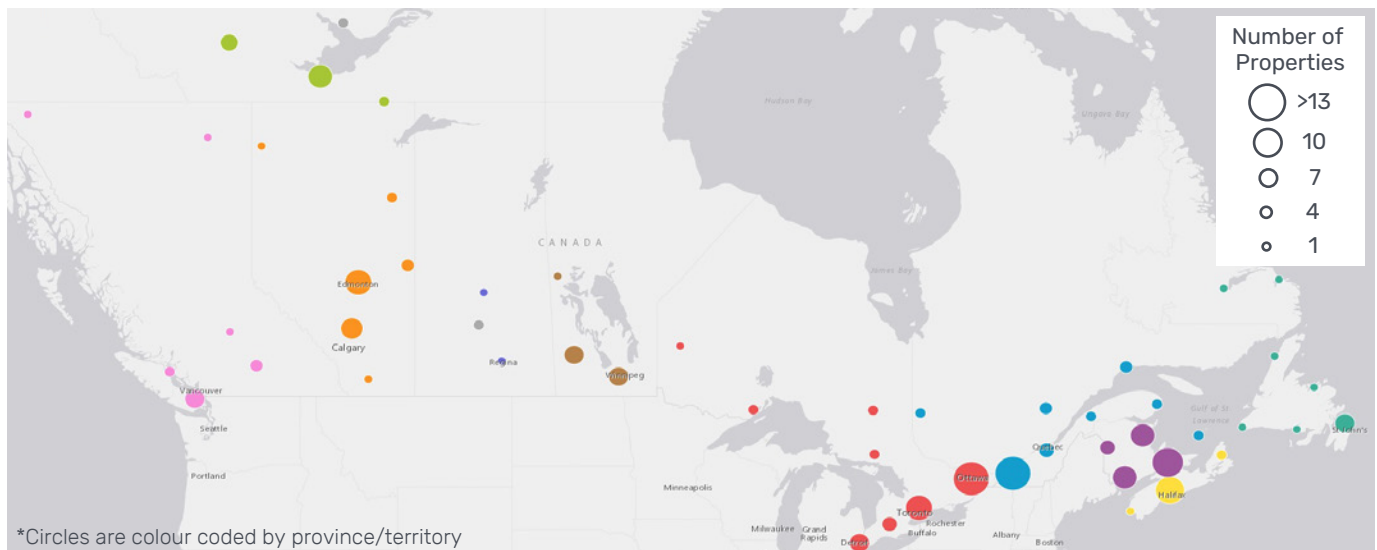 Number of
Properties
>13
10
7
4
1
Hudson Bay
Ungava Bay
CANADA
James Bay
Edmonton
Calgary
Regina
Winnipeg
Vancouver
Seattle
Portland
Gulf of St.
Lawrence
St. John's
Québec
Ottawa
Halifax
Minneapolis
Toronto
Rochester
Milwaukee
Grand
Rapids
Detroit
Buffalo
Albany
Boston
*Circles are colour coded by province/territory